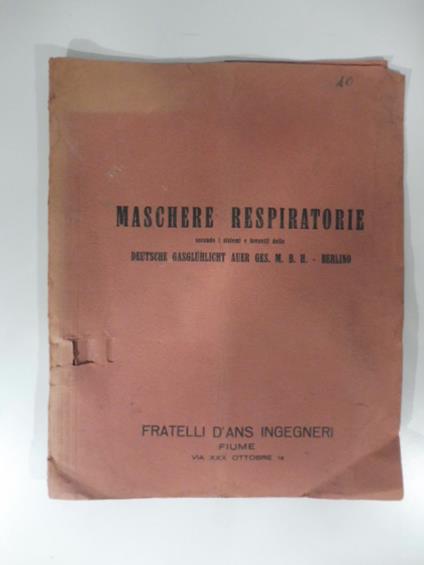 40
MASCHERE RESPIRATORIE
secondo i sistemi e brevetti della
DEUTSCHE GASGLÜHLICHT AUER GES. M. B. H. - BERLINO
FRATELLI D'ANS INGEGNERI
FIUME
VIA XXX OTTOBRE 14